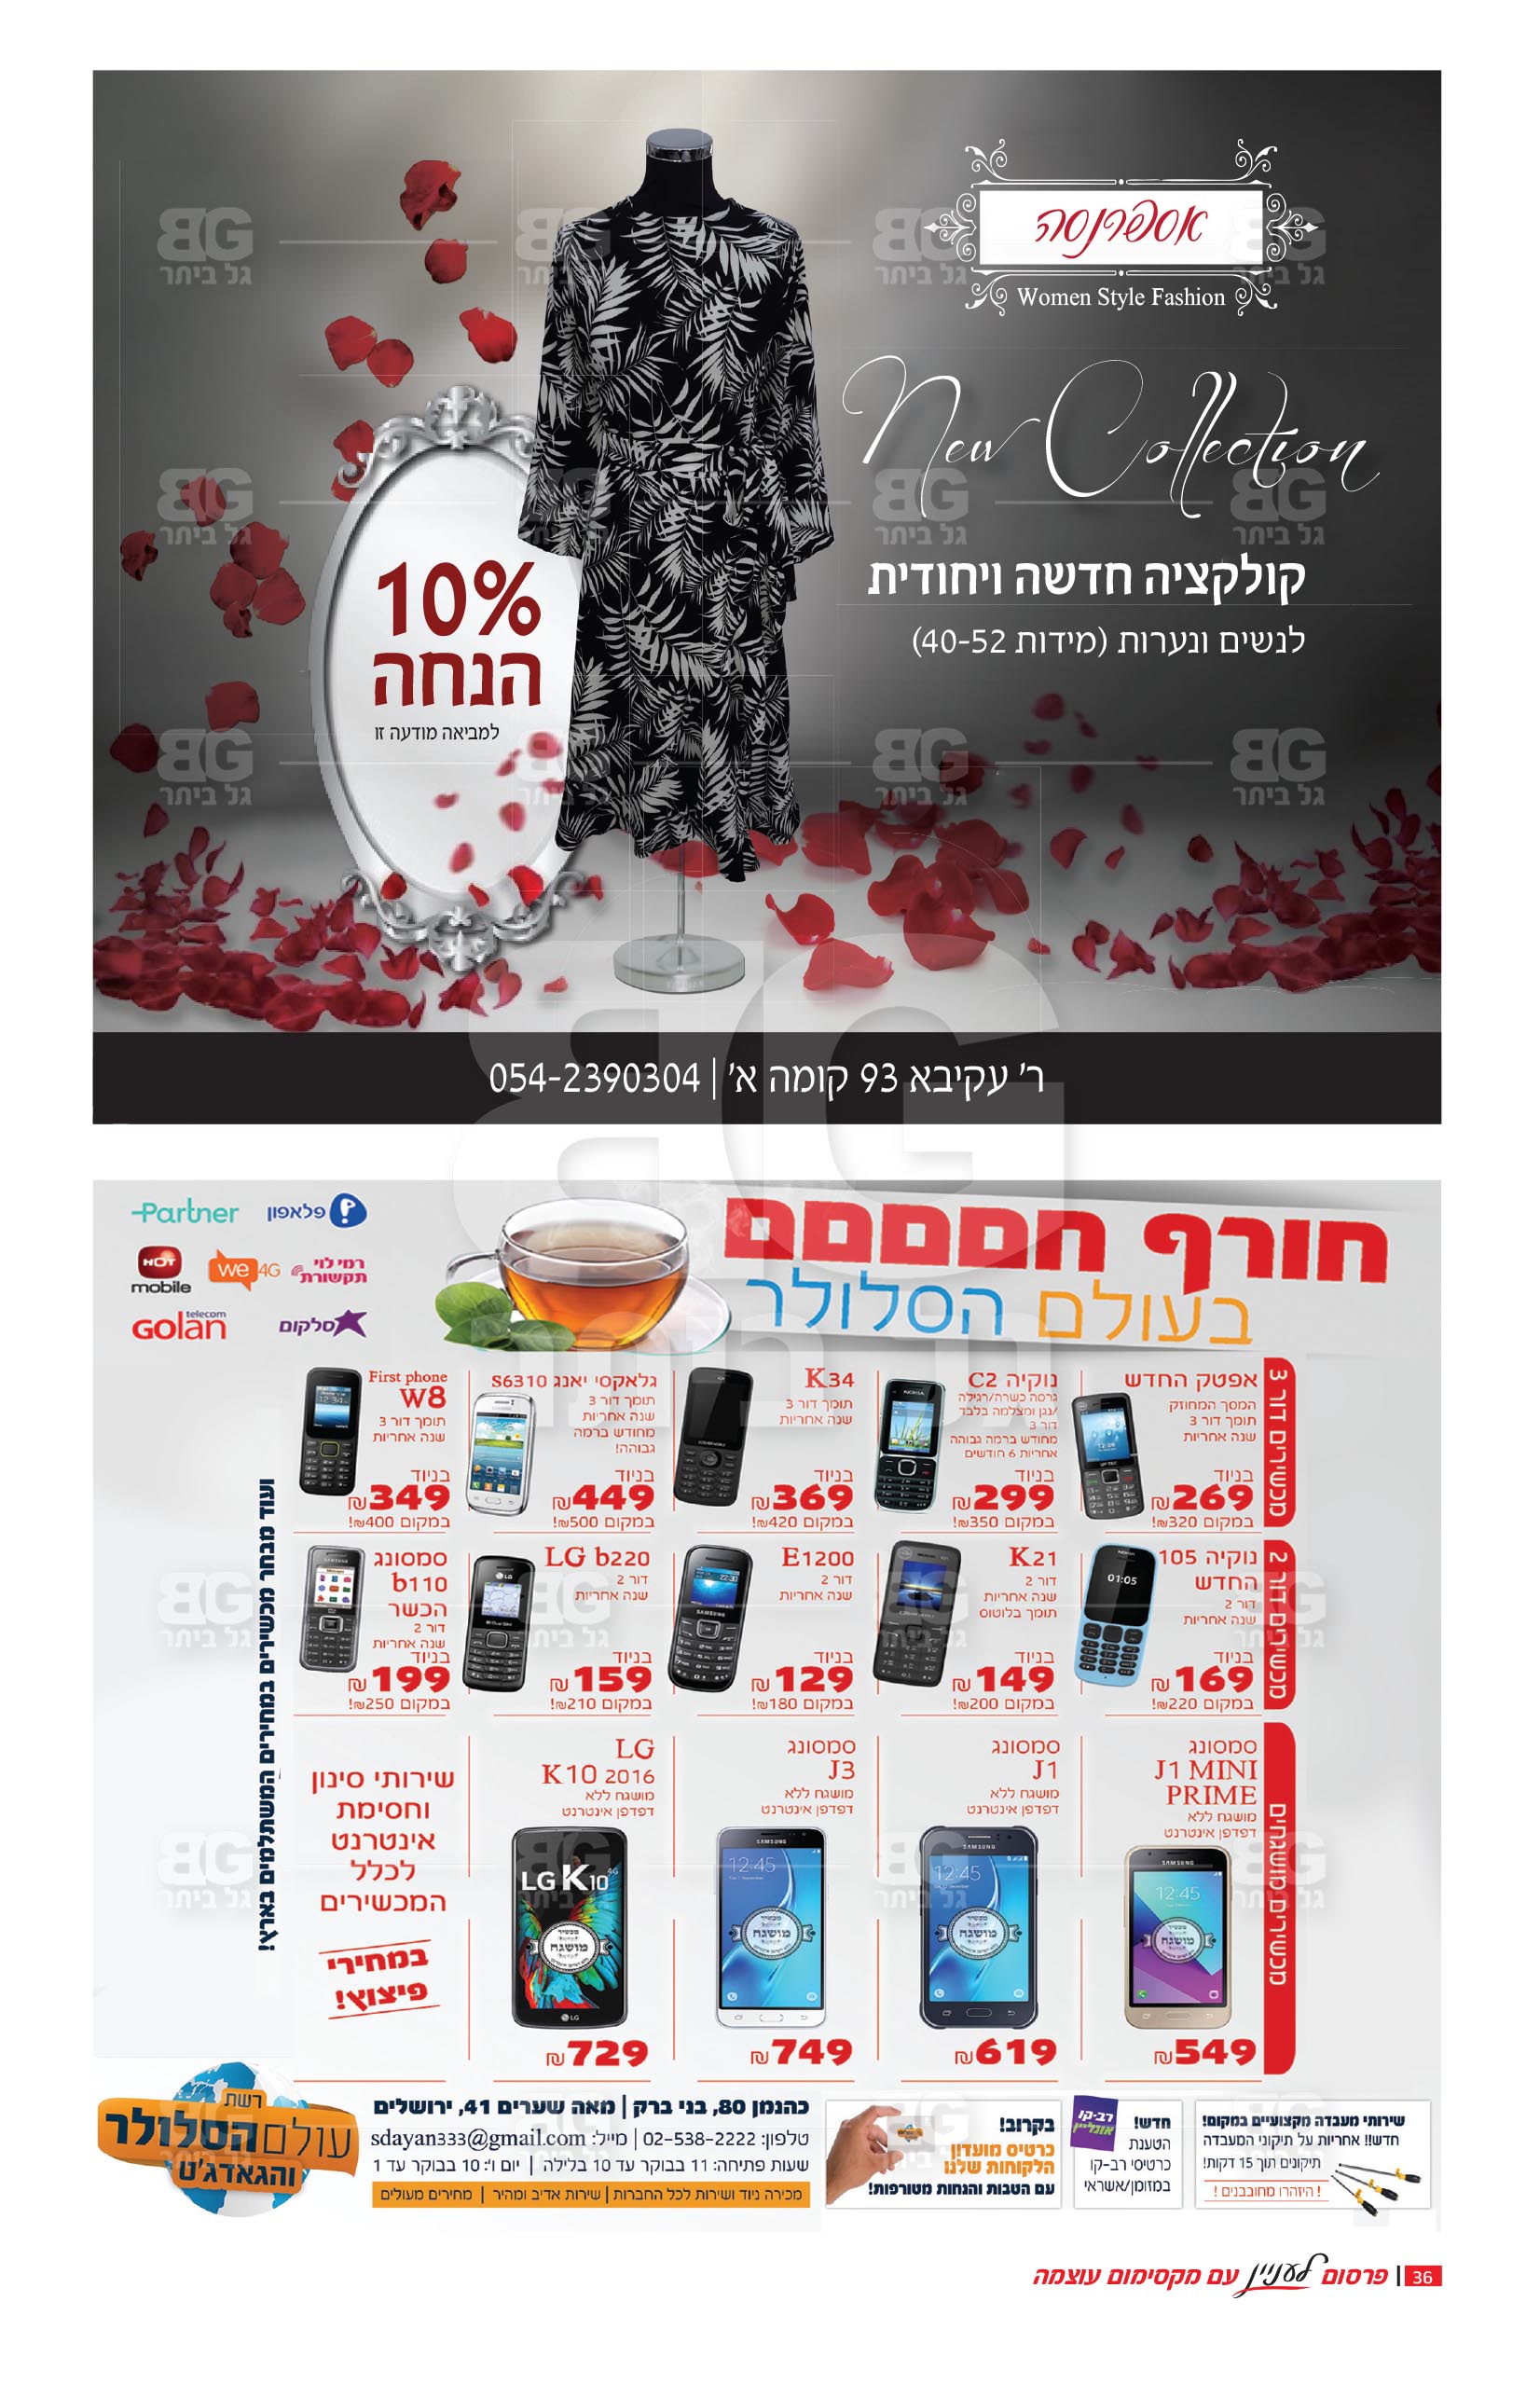 אספרנסה
Women Style Fashion
New Collection
קולקציה חדשה ויחודית
לנשים ונערות (מידות 40-52)
10%
הנחה
למביאה מודעה זו
ר' עקיבא 93 קומה א' | 054-2390304
חורף חמממם
בעולם הסלולר
Partner
פלאפון
HOT
mobile
we 4G
רמי לוי
תקשורת
Golan
telecom
סלקום
מכשירים דור 3
אפטק החדש
המסך המחוזק
תומך דור 3
שנה אחריות
בניוד
269₪
במקום 320₪!
נוקיה C2
גרסה כשרה/רגילה
נגן ומצלמה בלבד/
דור 3
מחודש ברמה גבוהה
אחריות 6 חודשים
בניוד
299₪
במקום 350₪!
K34
תומך דור 3
שנה אחריות
בניוד
369₪
במקום 420₪!
גלאקסי יאנג S6310
תומך דור 3
שנה אחריות
מחודש ברמה
גבוהה!
בניוד
449₪
במקום 500₪!
First phone
W8
תומך דור 3
שנה אחריות
בניוד
349₪
במקום 400₪!
מכשירים דור 2
נוקיה 105
החדש
דור 2
שנה אחריות
בניוד
169₪
במקום 220₪!
K21
דור 2
שנה אחריות
תומך בלוטוס
בניוד
149₪
במקום 200₪!
E1200
דור 2
שנה אחריות
בניוד
129₪
במקום 180₪!
LG b220
דור 2
שנה אחריות
בניוד
159₪
במקום 210₪!
סמסונג
b110
הכשר
דור 2
שנה אחריות
בניוד
199₪
במקום 250₪!
מכשירים מושגחים
סמסונג
J1 MINI
PRIME
מושגח ללא
דפדפן אינטרנט
549₪
סמסונג
J1
מושגח ללא
דפדפן אינטרנט
619₪
סמסונג
J3
מושגח ללא
דפדפן אינטרנט
749₪
LG
K10 2016
מושגח ללא
דפדפן אינטרנט
LG K10
729₪
שירותי סינון
וחסימת
אינטרנט
לכלל
המכשירים
במחירי
פיצוץ!
ועוד מבחר מכשירים במחירים המשתלמים בארץ!
שירותי מעבדה מקצועיים במקום!
חדש!! אחריות על תיקוני המעבדה
תיקונים תוך 15 דקות!
! היזהרו מחובבנים !
רב-קו
אונליין
חדש!
הטענת
כרטיסי רב-קו
במזומן/אשראי
בקרוב!
כרטיס מועדון
הלקוחות שלנו
עם הטבות והנחות מטורפות!
כהנמן 80, בני ברק | מאה שערים 41, ירושלים
טלפון: 02-538-2222 | מייל: sdayan333@gmail.com
שעות פתיחה: 11 בבוקר עד 10 בלילה | יום ו': 10 בבוקר עד 1
מכירה ניוד ושירות לכל החברות | שירות אדיב ומהיר | מחירים מעולים
רשת
עולם הסלולר
והגאדג'ט
36 | פרסום לעניין עם מקסימום עוצמה
BG
גל ביתר